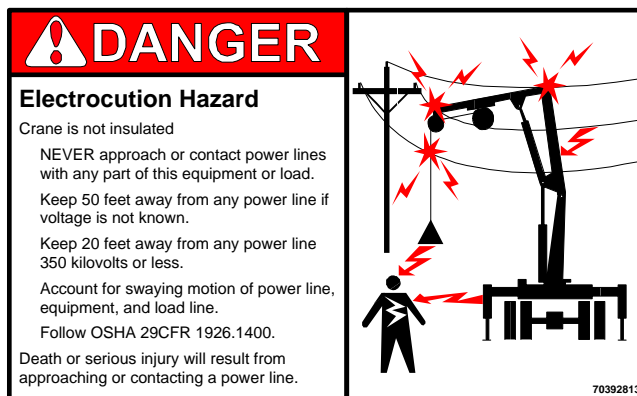 DANGER
Electrocution Hazard
Crane is not insulated
NEVER approach or contact power lines
with any part of this equipment or load.
Keep 50 feet away from any power line if
voltage is not known.
Keep 20 feet away from any power line
350 kilovolts or less.
Account for swaying motion of power line,
equipment, and load line.
Follow OSHA 29CFR 1926.1400.
Death or serious injury will result from
approaching or contacting a power line.
70392813